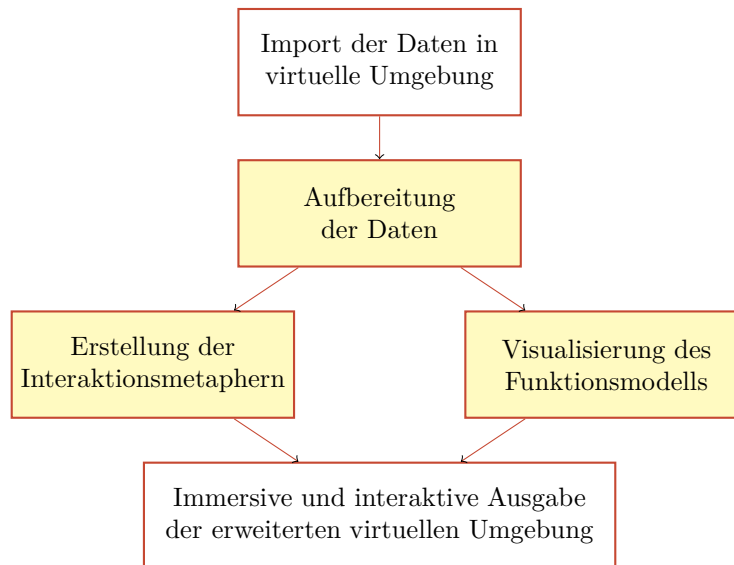 Import der Daten in
virtuelle Umgebung
Aufbereitung
der Daten
Erstellung der
Interaktionsmetaphern
Visualisierung des
Funktionsmodells
Immersive und interaktive Ausgabe
der erweiterten virtuellen Umgebung